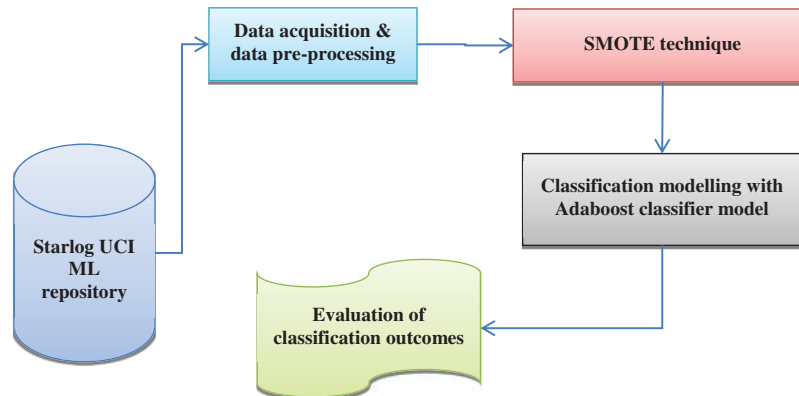 Starlog UCI
ML
repository
Data acquisition &
data pre-processing
SMOTE technique
Classification modelling with
Adaboost classifier model
Evaluation of
classification outcomes